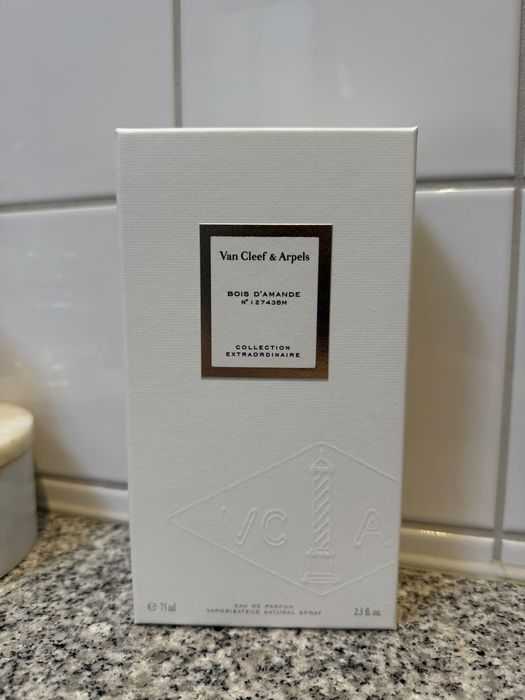 Van Cleef & Arpels
BOIS D'AMANDE
N° 12743BM
COLLECTION
EXTRAORDINAIRE
VC A
EAU DE PARFUM
VAPORISATEUR NATURAL SPRAY
℮ 75 ml
2.5 fl. oz.